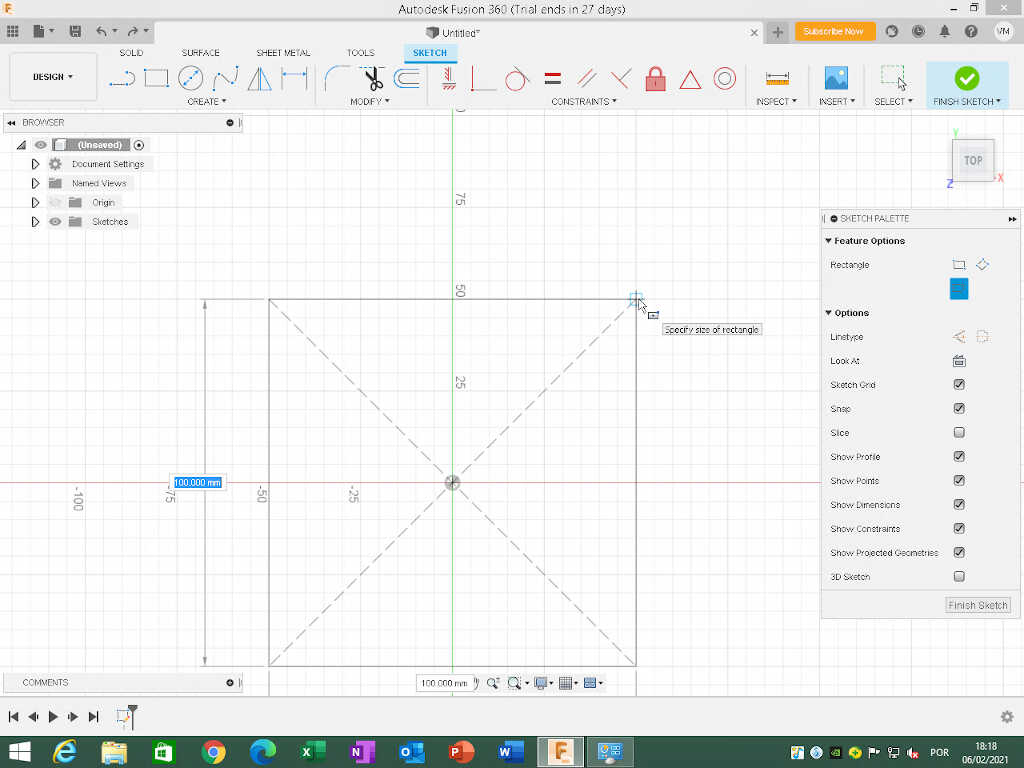 Autodesk Fusion 360 (Trial ends in 27 days)
Untitled*
Subscribe Now
VM
DESIGN
SOLID SURFACE SHEET METAL TOOLS SKETCH
CREATE MODIFY CONSTRAINTS INSPECT INSERT SELECT FINISH SKETCH
BROWSER
(Unsaved)
Document Settings
Named Views
Origin
Sketches
TOP
Y
X
Z
75
50
25
-25
-50
-75
-100
100.000 mm
Specify size of rectangle
SKETCH PALETTE
Feature Options
Rectangle
Options
Linetype
Look At
Sketch Grid
Snap
Slice
Show Profile
Show Points
Show Dimensions
Show Constraints
Show Projected Geometries
3D Sketch
Finish Sketch
COMMENTS
100.000 mm
POR
18:18
06/02/2021